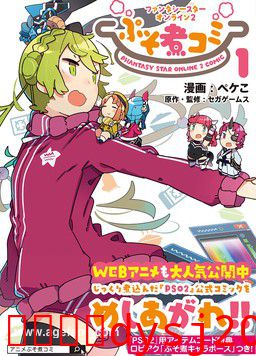 ファンタシースター
オンライン2
ぷそ煮コミ
PHANTASY STAR ONLINE 2 COMIC
1
漫画：ベケこ
原作・監修：セガゲームス
WEBアニメも大人気公開中
じっくり煮込んだ『PSO2』公式コミックを
めしあがれ!!
アニメぷそ煮コミ